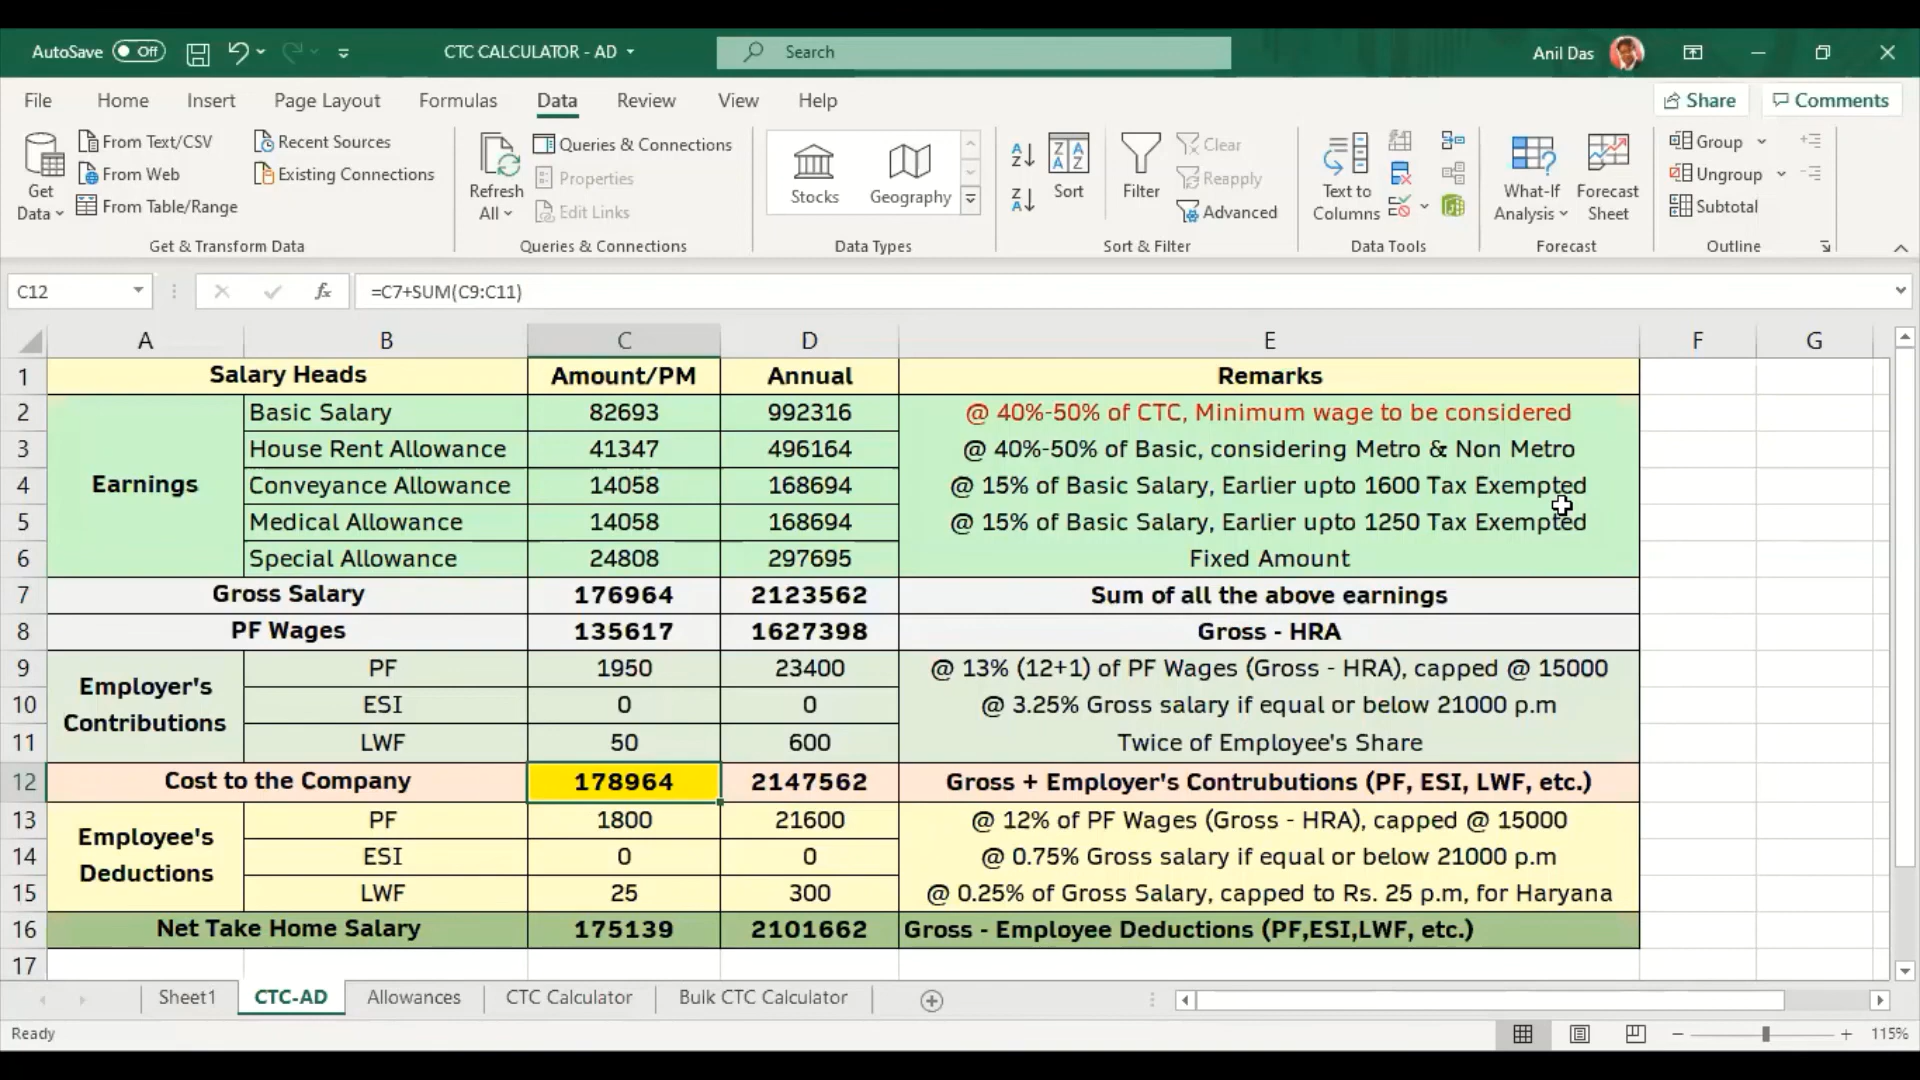 AutoSave Off CTC CALCULATOR - AD Search Anil Das
File Home Insert Page Layout Formulas Data Review View Help Share Comments
Get Data From Text/CSV From Web From Table/Range Recent Sources Existing Connections
Get & Transform Data
Refresh All Queries & Connections Properties Edit Links
Queries & Connections
Stocks Geography
Data Types
Sort Filter Clear Reapply Advanced
Sort & Filter
Text to Columns
Data Tools
What-If Analysis Forecast Sheet
Forecast
Group Ungroup Subtotal
Outline
C12 fx =C7+SUM(C9:C11)
A B C D E F G
1 Salary Heads Amount/PM Annual Remarks
Earnings
2 Basic Salary 82693 992316 @ 40%-50% of CTC, Minimum wage to be considered
3 House Rent Allowance 41347 496164 @ 40%-50% of Basic, considering Metro & Non Metro
4 Conveyance Allowance 14058 168694 @ 15% of Basic Salary, Earlier upto 1600 Tax Exempted
5 Medical Allowance 14058 168694 @ 15% of Basic Salary, Earlier upto 1250 Tax Exempted
6 Special Allowance 24808 297695 Fixed Amount
7 Gross Salary 176964 2123562 Sum of all the above earnings
8 PF Wages 135617 1627398 Gross - HRA
Employer's Contributions
9 PF 1950 23400 @ 13% (12+1) of PF Wages (Gross - HRA), capped @ 15000
10 ESI 0 0 @ 3.25% Gross salary if equal or below 21000 p.m
11 LWF 50 600 Twice of Employee's Share
12 Cost to the Company 178964 2147562 Gross + Employer's Contrubutions (PF, ESI, LWF, etc.)
Employee's Deductions
13 PF 1800 21600 @ 12% of PF Wages (Gross - HRA), capped @ 15000
14 ESI 0 0 @ 0.75% Gross salary if equal or below 21000 p.m
15 LWF 25 300 @ 0.25% of Gross Salary, capped to Rs. 25 p.m, for Haryana
16 Net Take Home Salary 175139 2101662 Gross - Employee Deductions (PF,ESI,LWF, etc.)
17
Sheet1 CTC-AD Allowances CTC Calculator Bulk CTC Calculator
Ready 115%